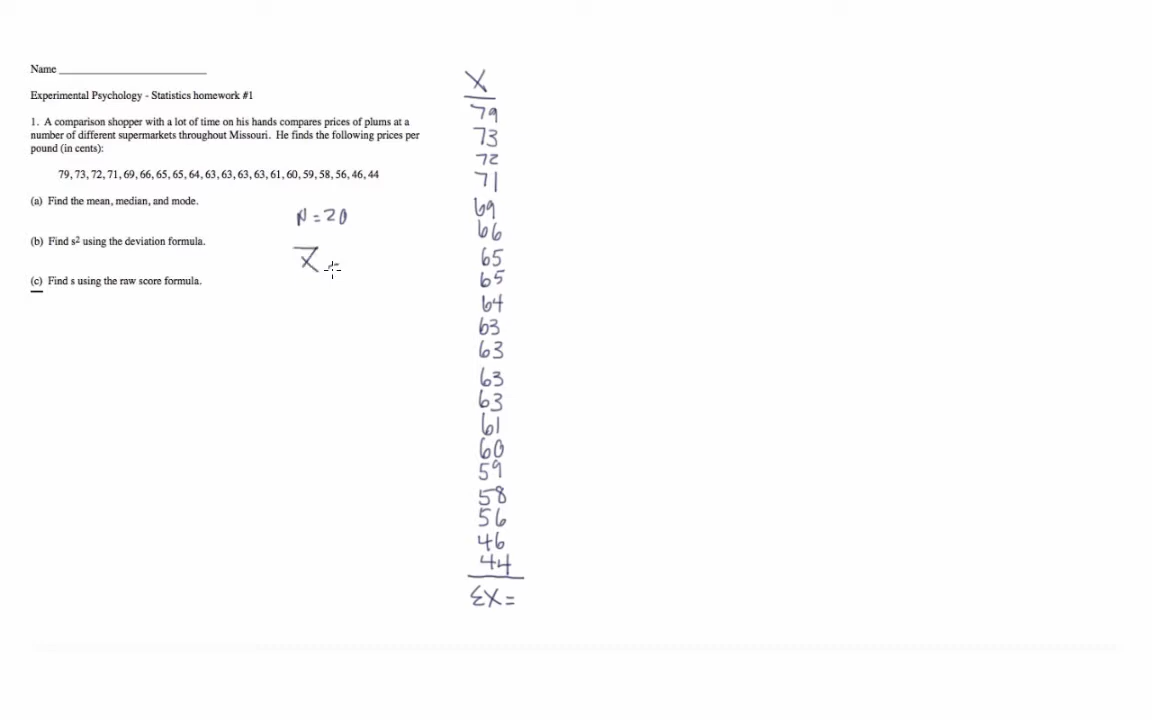 Name
Experimental Psychology - Statistics homework #1
1. A comparison shopper with a lot of time on his hands compares prices of plums at a
number of different supermarkets throughout Missouri. He finds the following prices per
pound (in cents):
79, 73, 72, 71, 69, 66, 65, 65, 64, 63, 63, 63, 63, 61, 60, 59, 58, 56, 46, 44
(a) Find the mean, median, and mode.
(b) Find s² using the deviation formula.
(c) Find s using the raw score formula.
N = 20
X̅
X
79
73
72
71
69
66
65
65
64
63
63
63
63
61
60
59
58
56
46
44
ΣX =